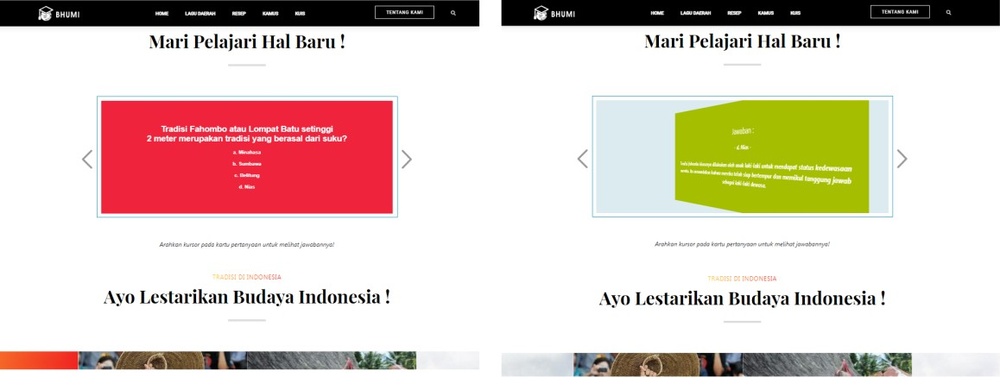 BHUMI
HOME LAGU DAERAH RESEP KAMUS KUIS
TENTANG KAMI
Mari Pelajari Hal Baru !
Tradisi Fahombo atau Lompat Batu setinggi
2 meter merupakan tradisi yang berasal dari suku?
a. Minahasa
b. Sumbawa
c. Belitung
d. Nias
Arahkan kursor pada kartu pertanyaan untuk melihat jawabannya!
TRADISI DI INDONESIA
Ayo Lestarikan Budaya Indonesia !
BHUMI
HOME LAGU DAERAH RESEP KAMUS KUIS
TENTANG KAMI
Mari Pelajari Hal Baru !
Jawaban :
- d. Nias -
Tradisi Fahombo biasanya dilakukan oleh anak laki-laki untuk mendapat status kedewasaan
mereka. Itu menandakan bahwa mereka telah siap bertempur dan memikul tanggung jawab
sebagai laki-laki dewasa.
Arahkan kursor pada kartu pertanyaan untuk melihat jawabannya!
TRADISI DI INDONESIA
Ayo Lestarikan Budaya Indonesia !